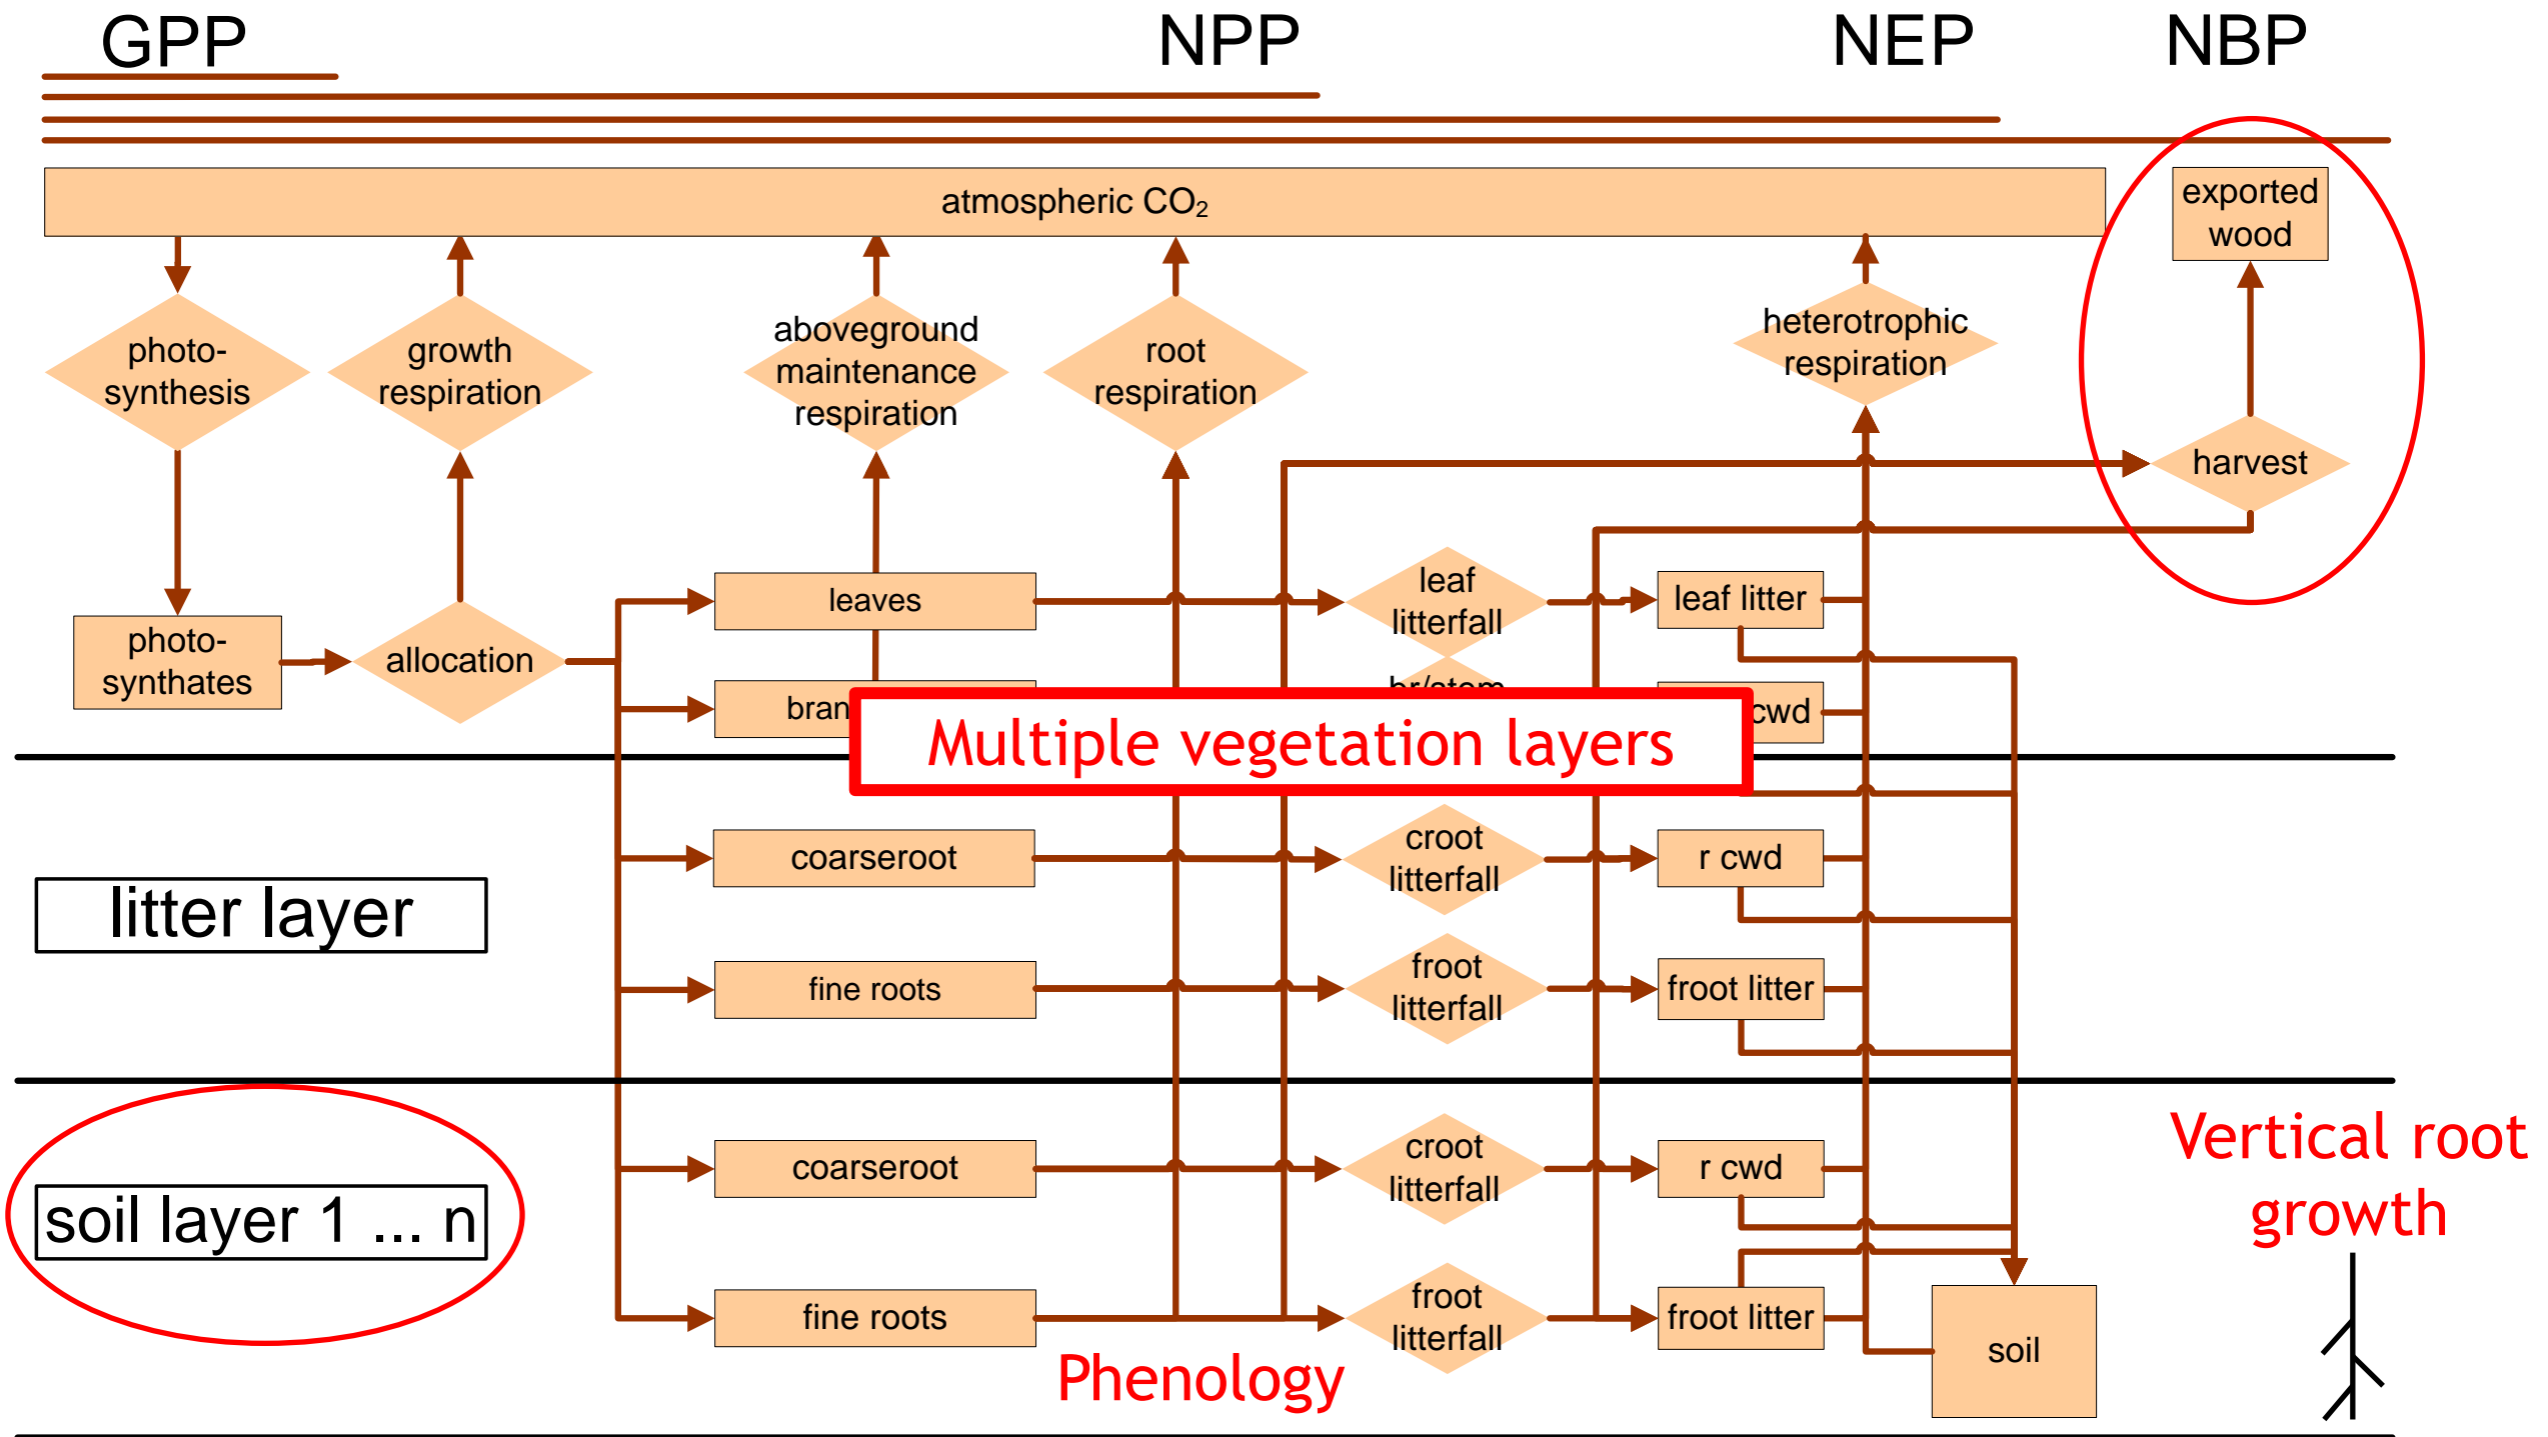 GPP
NPP
NEP
NBP
atmospheric CO₂
exported
wood
photo-
synthesis
growth
respiration
aboveground
maintenance
respiration
root
respiration
heterotrophic
respiration
harvest
leaves
leaf
litterfall
leaf litter
photo-
synthates
allocation
cwd
Multiple vegetation layers
coarseroot
croot
litterfall
r cwd
litter layer
fine roots
froot
litterfall
froot litter
coarseroot
croot
litterfall
r cwd
Vertical root
growth
soil layer 1 ... n
fine roots
froot
litterfall
froot litter
soil
Phenology